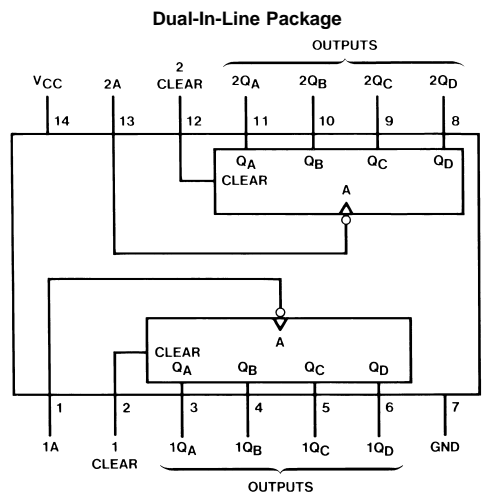 Dual-In-Line Package
OUTPUTS
VCC 2A 2 CLEAR 2QA 2QB 2QC 2QD
14 13 12 11 10 9 8
QA QB QC QD
CLEAR
A
A
CLEAR
QA QB QC QD
1 2 3 4 5 6 7
1A 1 CLEAR 1QA 1QB 1QC 1QD GND
OUTPUTS